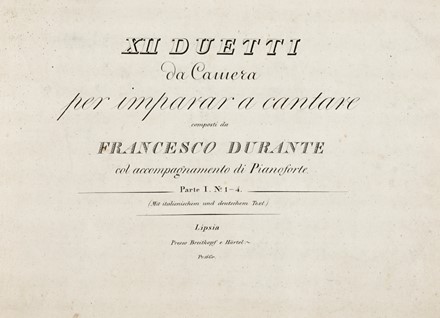 XII DUETTI
da Camera
per imparar a cantare
composti da
FRANCESCO DURANTE
col accompagnamento di Pianoforte.
Parte I. No. 1–4.
(Mit italienischem und deutschem Text.)
Lipsia
Presso Breitkopf e Härtel.